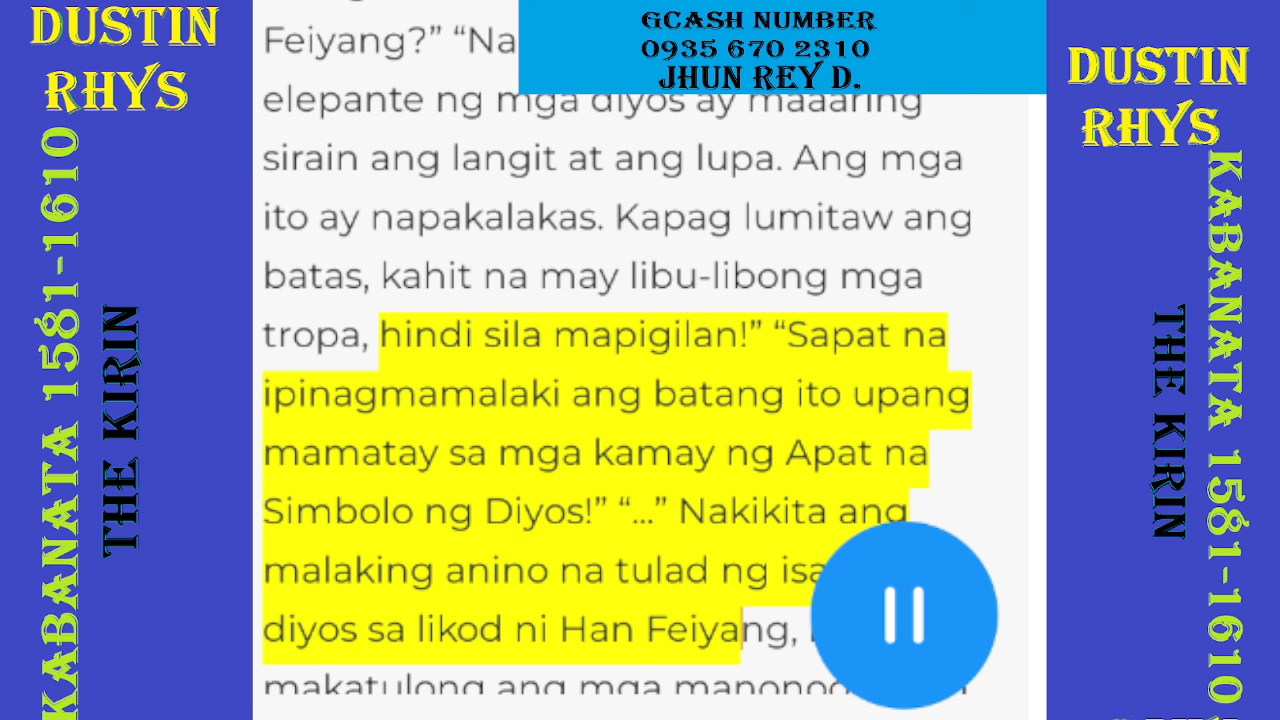 DUSTIN
RHYS
KABANATA 1581-1610
THE KIRIN
GCASH NUMBER
0935 670 2310
JHUN REY D.
Feiyang?” “Na
elepante ng mga diyos ay maaaring
sirain ang langit at ang lupa. Ang mga
ito ay napakalakas. Kapag lumitaw ang
batas, kahit na may libu-libong mga
tropa, hindi sila mapigilan!” “Sapat na
ipinagmamalaki ang batang ito upang
mamatay sa mga kamay ng Apat na
Simbolo ng Diyos!” “...” Nakikita ang
malaking anino na tulad ng isa
diyos sa likod ni Han Feiyang,
makatulong ang mga
DUSTIN
RHYS
KABANATA 1581-1610
THE KIRIN